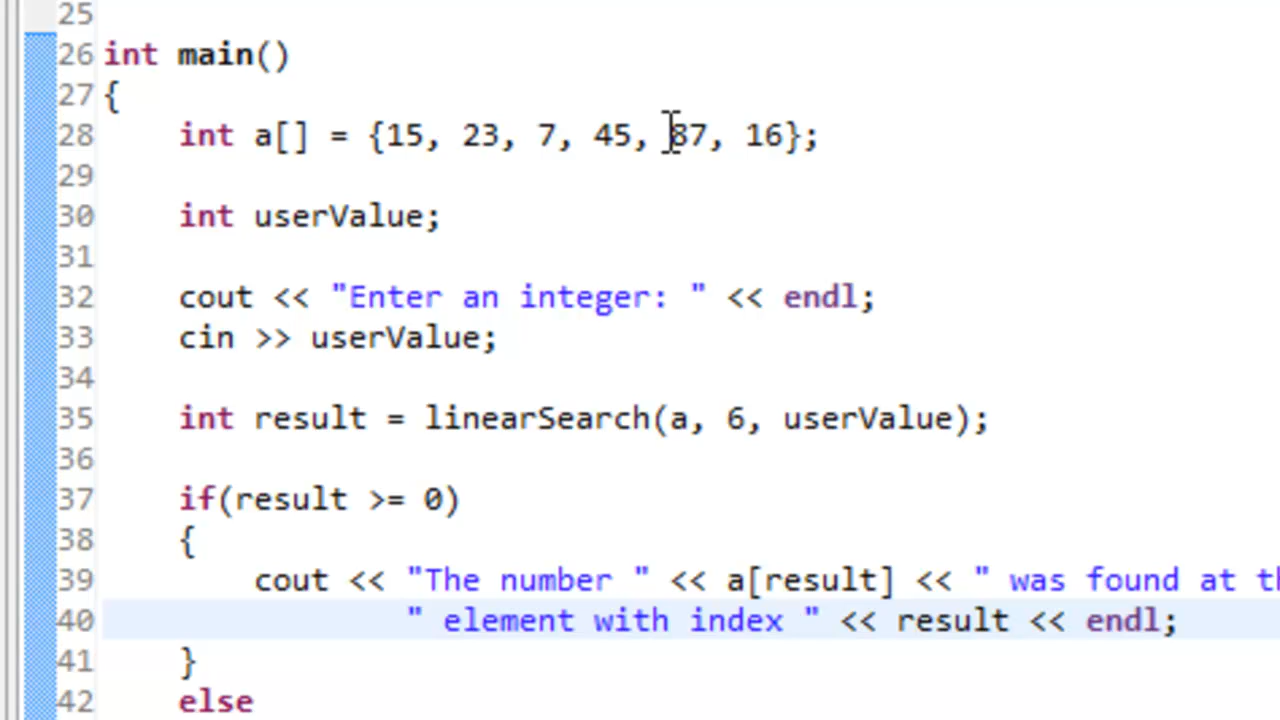 25
26 int main()
27 {
28 int a[] = {15, 23, 7, 45, 87, 16};
29
30 int userValue;
31
32 cout << "Enter an integer: " << endl;
33 cin >> userValue;
34
35 int result = linearSearch(a, 6, userValue);
36
37 if(result >= 0)
38 {
39 cout << "The number " << a[result] << " was found at
40 " element with index " << result << endl;
41 }
42 else